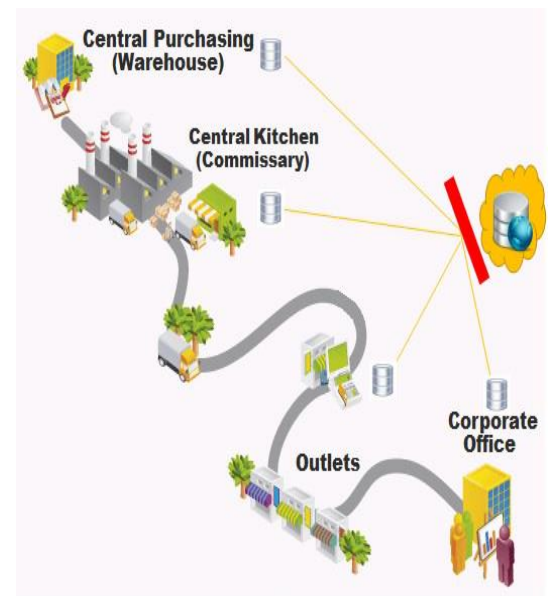 Central Purchasing
(Warehouse)
Central Kitchen
(Commissary)
Corporate
Office
Outlets